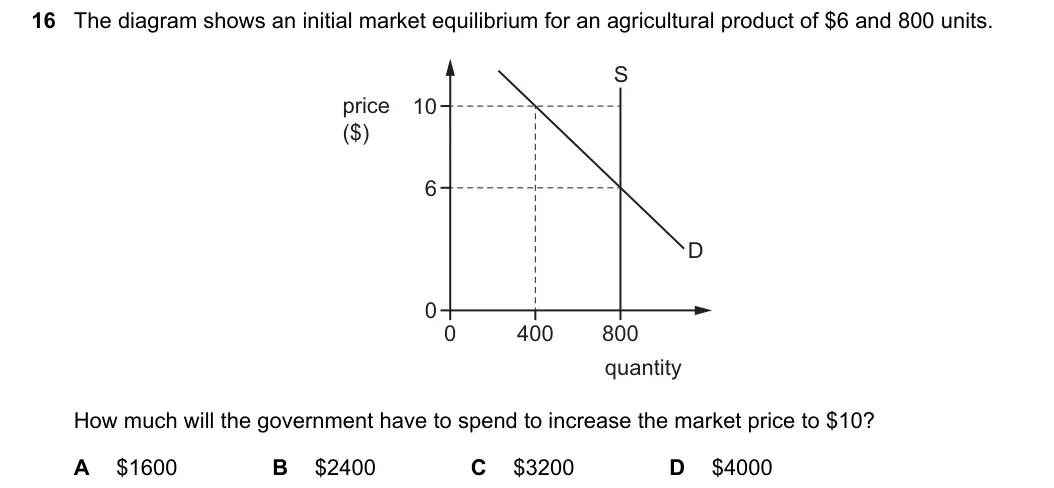 16 The diagram shows an initial market equilibrium for an agricultural product of $6 and 800 units.
S
price 10
($)
6
D
0
0 400 800
quantity
How much will the government have to spend to increase the market price to $10?
A $1600 B $2400 C $3200 D $4000